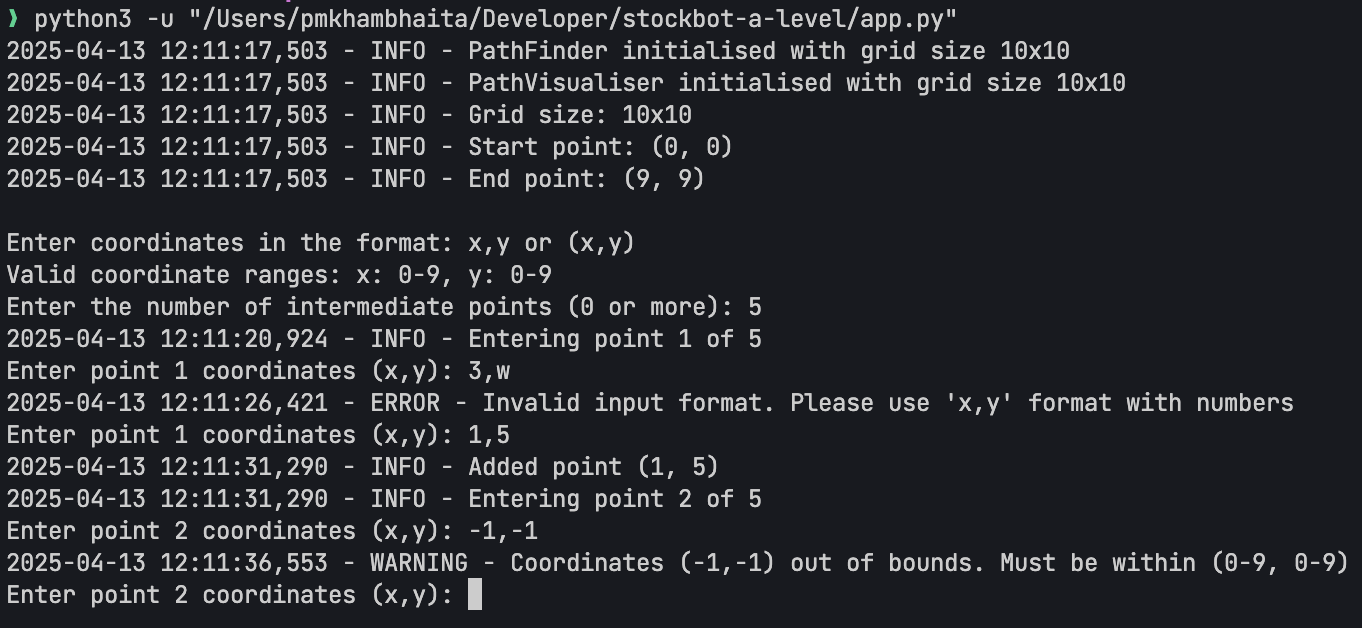 ❯ python3 -u "/Users/pmkhambhaita/Developer/stockbot-a-level/app.py"
2025-04-13 12:11:17,503 - INFO - PathFinder initialised with grid size 10x10
2025-04-13 12:11:17,503 - INFO - PathVisualiser initialised with grid size 10x10
2025-04-13 12:11:17,503 - INFO - Grid size: 10x10
2025-04-13 12:11:17,503 - INFO - Start point: (0, 0)
2025-04-13 12:11:17,503 - INFO - End point: (9, 9)

Enter coordinates in the format: x,y or (x,y)
Valid coordinate ranges: x: 0-9, y: 0-9
Enter the number of intermediate points (0 or more): 5
2025-04-13 12:11:20,924 - INFO - Entering point 1 of 5
Enter point 1 coordinates (x,y): 3,w
2025-04-13 12:11:26,421 - ERROR - Invalid input format. Please use 'x,y' format with numbers
Enter point 1 coordinates (x,y): 1,5
2025-04-13 12:11:31,290 - INFO - Added point (1, 5)
2025-04-13 12:11:31,290 - INFO - Entering point 2 of 5
Enter point 2 coordinates (x,y): -1,-1
2025-04-13 12:11:36,553 - WARNING - Coordinates (-1,-1) out of bounds. Must be within (0-9, 0-9)
Enter point 2 coordinates (x,y):